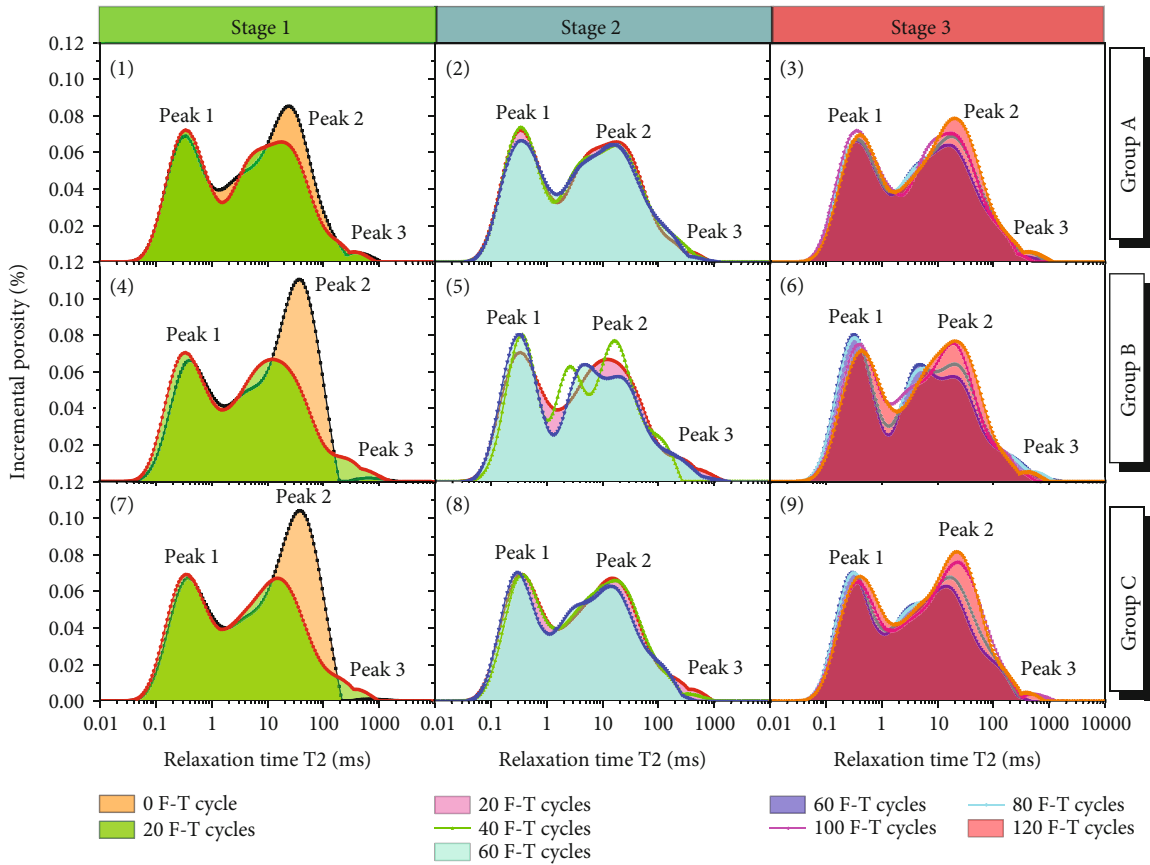 Stage 1 Stage 2 Stage 3
0.12
(1) (2) (3)
0.10
Peak 1 Peak 2 Peak 1 Peak 2 Peak 1 Peak 2
0.08
0.06
0.04
0.02
Peak 3 Peak 3 Peak 3
Group A
0.12
(4) (5) (6)
0.10
Peak 1 Peak 2 Peak 1 Peak 2 Peak 1 Peak 2
0.08
0.06
0.04
0.02
Peak 3 Peak 3 Peak 3
Group B
Incremental porosity (%)
0.12
(7) (8) (9)
0.10
Peak 1 Peak 2 Peak 1 Peak 2 Peak 1 Peak 2
0.08
0.06
0.04
0.02
Peak 3 Peak 3 Peak 3
Group C
0.00
0.01 0.1 1 10 100 1000 0.1 1 10 100 1000 0.1 1 10 100 1000 10000
Relaxation time T2 (ms) Relaxation time T2 (ms) Relaxation time T2 (ms)
0 F-T cycle
20 F-T cycles
20 F-T cycles
40 F-T cycles
60 F-T cycles
60 F-T cycles 80 F-T cycles
100 F-T cycles 120 F-T cycles